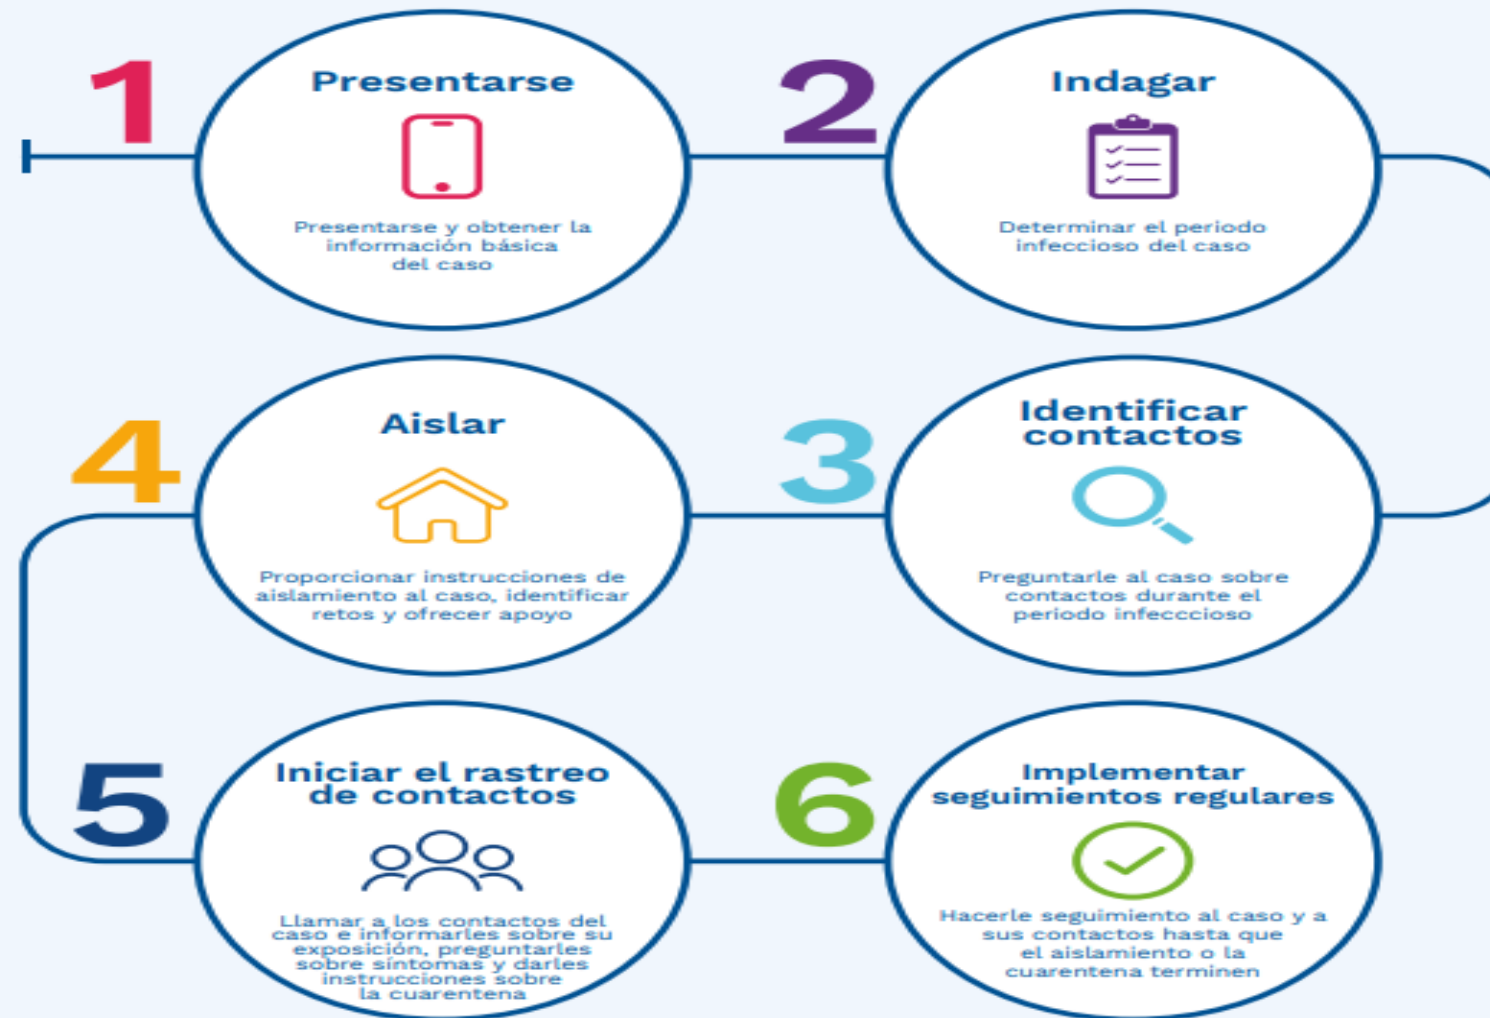 1
Presentarse
Presentarse y obtener la
información básica
del caso
2
Indagar
Determinar el periodo
infeccioso del caso
3
Identificar
contactos
Preguntarle al caso sobre
contactos durante el
periodo infecccioso
4
Aislar
Proporcionar instrucciones de
aislamiento al caso, identificar
retos y ofrecer apoyo
5
Iniciar el rastreo
de contactos
Llamar a los contactos del
caso e informarles sobre su
exposición, preguntarles
sobre síntomas y darles
instrucciones sobre
la cuarentena
6
Implementar
seguimientos regulares
Hacerle seguimiento al caso y a
sus contactos hasta que
el aislamiento o la
cuarentena terminen